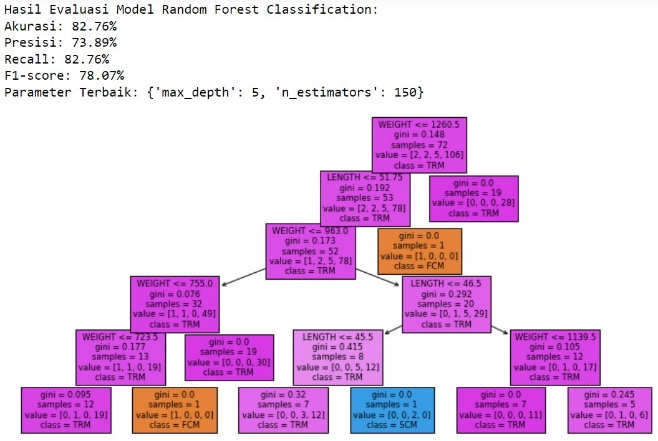 Hasil Evaluasi Model Random Forest Classification:
Akurasi: 82.76%
Presisi: 73.89%
Recall: 82.76%
F1-score: 78.07%
Parameter Terbaik: {'max_depth': 5, 'n_estimators': 150}
WEIGHT <= 1260.5
gini = 0.148
samples = 72
value = [2, 2, 5, 106]
class = TRM
LENGTH <= 51.75
gini = 0.192
samples = 53
value = [2, 2, 5, 78]
class = TRM
gini = 0.0
samples = 19
value = [0, 0, 0, 28]
class = TRM
WEIGHT <= 963.0
gini = 0.173
samples = 52
value = [1, 2, 5, 78]
class = TRM
gini = 0.0
samples = 1
value = [1, 0, 0, 0]
class = FCM
WEIGHT <= 755.0
gini = 0.076
samples = 32
value = [1, 1, 0, 49]
class = TRM
LENGTH <= 46.5
gini = 0.292
samples = 20
value = [0, 1, 5, 29]
class = TRM
WEIGHT <= 723.5
gini = 0.177
samples = 13
value = [1, 1, 0, 19]
class = TRM
gini = 0.0
samples = 19
value = [0, 0, 0, 30]
class = TRM
LENGTH <= 45.5
gini = 0.415
samples = 8
value = [0, 0, 5, 12]
class = TRM
WEIGHT <= 1139.5
gini = 0.105
samples = 12
value = [0, 1, 0, 17]
class = TRM
gini = 0.095
samples = 12
value = [0, 1, 0, 19]
class = TRM
gini = 0.0
samples = 1
value = [1, 0, 0, 0]
class = FCM
gini = 0.32
samples = 7
value = [0, 0, 3, 12]
class = TRM
gini = 0.0
samples = 1
value = [0, 0, 2, 0]
class = SCM
gini = 0.0
samples = 7
value = [0, 0, 0, 11]
class = TRM
gini = 0.245
samples = 5
value = [0, 1, 0, 6]
class = TRM